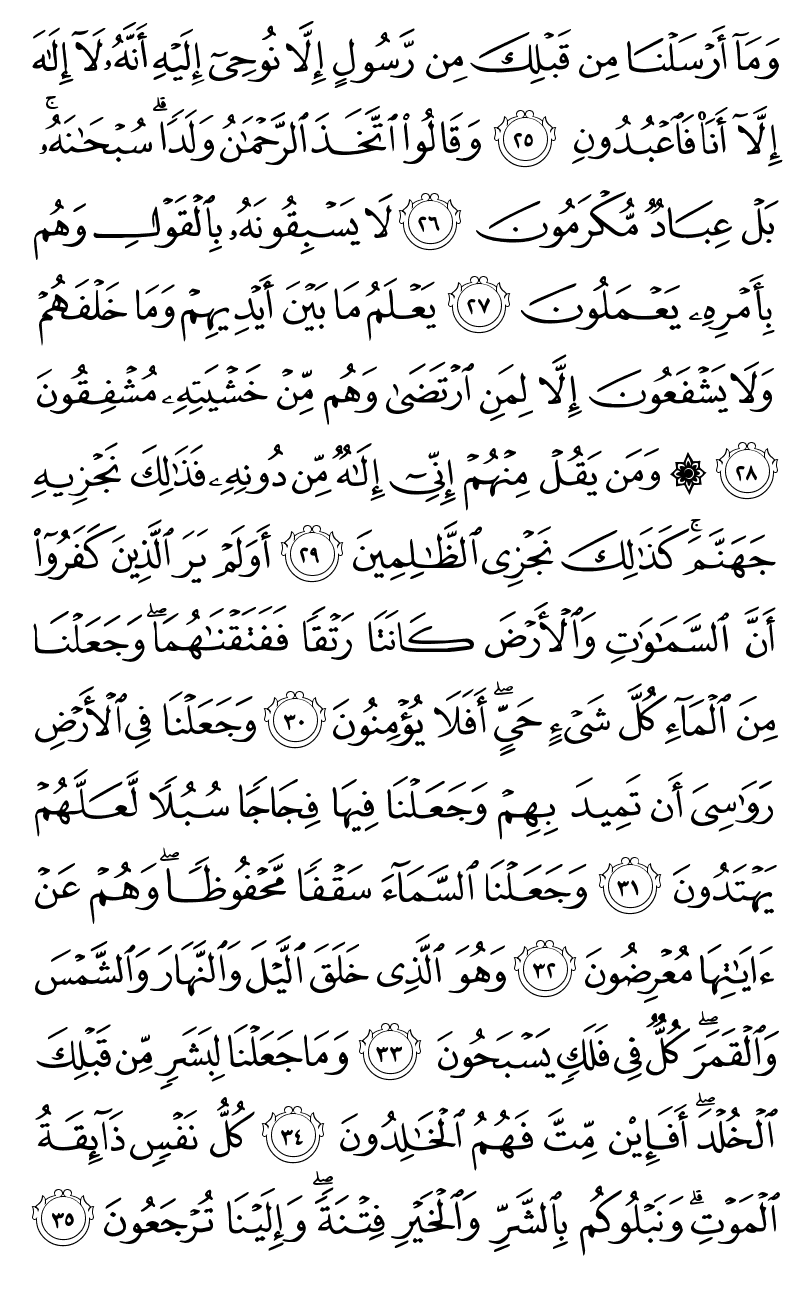 وَمَآ أَرۡسَلۡنَا مِن قَبۡلِكَ مِن رَّسُولٍ إِلَّا نُوحِيٓ إِلَيۡهِ أَنَّهُۥ لَآ إِلَٰهَ
إِلَّآ أَنَا۠ فَٱعۡبُدُونِ ٢٥ وَقَالُواْ ٱتَّخَذَ ٱلرَّحۡمَٰنُ وَلَدٗاۗ سُبۡحَٰنَهُۥۚ
بَلۡ عِبَادٞ مُّكۡرَمُونَ ٢٦ لَا يَسۡبِقُونَهُۥ بِٱلۡقَوۡلِ وَهُم
بِأَمۡرِهِۦ يَعۡمَلُونَ ٢٧ يَعۡلَمُ مَا بَيۡنَ أَيۡدِيهِمۡ وَمَا خَلۡفَهُمۡ
وَلَا يَشۡفَعُونَ إِلَّا لِمَنِ ٱرۡتَضَىٰ وَهُم مِّنۡ خَشۡيَتِهِۦ مُشۡفِقُونَ
٢٨ ۞ وَمَن يَقُلۡ مِنۡهُمۡ إِنِّيٓ إِلَٰهٞ مِّن دُونِهِۦ فَذَٰلِكَ نَجۡزِيهِ
جَهَنَّمَۚ كَذَٰلِكَ نَجۡزِي ٱلظَّٰلِمِينَ ٢٩ أَوَلَمۡ يَرَ ٱلَّذِينَ كَفَرُوٓاْ
أَنَّ ٱلسَّمَٰوَٰتِ وَٱلۡأَرۡضَ كَانَتَا رَتۡقٗا فَفَتَقۡنَٰهُمَاۖ وَجَعَلۡنَا
مِنَ ٱلۡمَآءِ كُلَّ شَيۡءٍ حَيٍّۖ أَفَلَا يُؤۡمِنُونَ ٣٠ وَجَعَلۡنَا فِي ٱلۡأَرۡضِ
رَوَٰسِيَ أَن تَمِيدَ بِهِمۡ وَجَعَلۡنَا فِيهَا فِجَاجٗا سُبُلٗا لَّعَلَّهُمۡ
يَهۡتَدُونَ ٣١ وَجَعَلۡنَا ٱلسَّمَآءَ سَقۡفٗا مَّحۡفُوظٗاۖ وَهُمۡ عَنۡ
ءَايَٰتِهَا مُعۡرِضُونَ ٣٢ وَهُوَ ٱلَّذِي خَلَقَ ٱلَّيۡلَ وَٱلنَّهَارَ وَٱلشَّمۡسَ
وَٱلۡقَمَرَۖ كُلّٞ فِي فَلَكٖ يَسۡبَحُونَ ٣٣ وَمَا جَعَلۡنَا لِبَشَرٖ مِّن قَبۡلِكَ
ٱلۡخُلۡدَۖ أَفَإِيْن مِّتَّ فَهُمُ ٱلۡخَٰلِدُونَ ٣٤ كُلُّ نَفۡسٖ ذَآئِقَةُ
ٱلۡمَوۡتِۗ وَنَبۡلُوكُم بِٱلشَّرِّ وَٱلۡخَيۡرِ فِتۡنَةٗۖ وَإِلَيۡنَا تُرۡجَعُونَ ٣٥